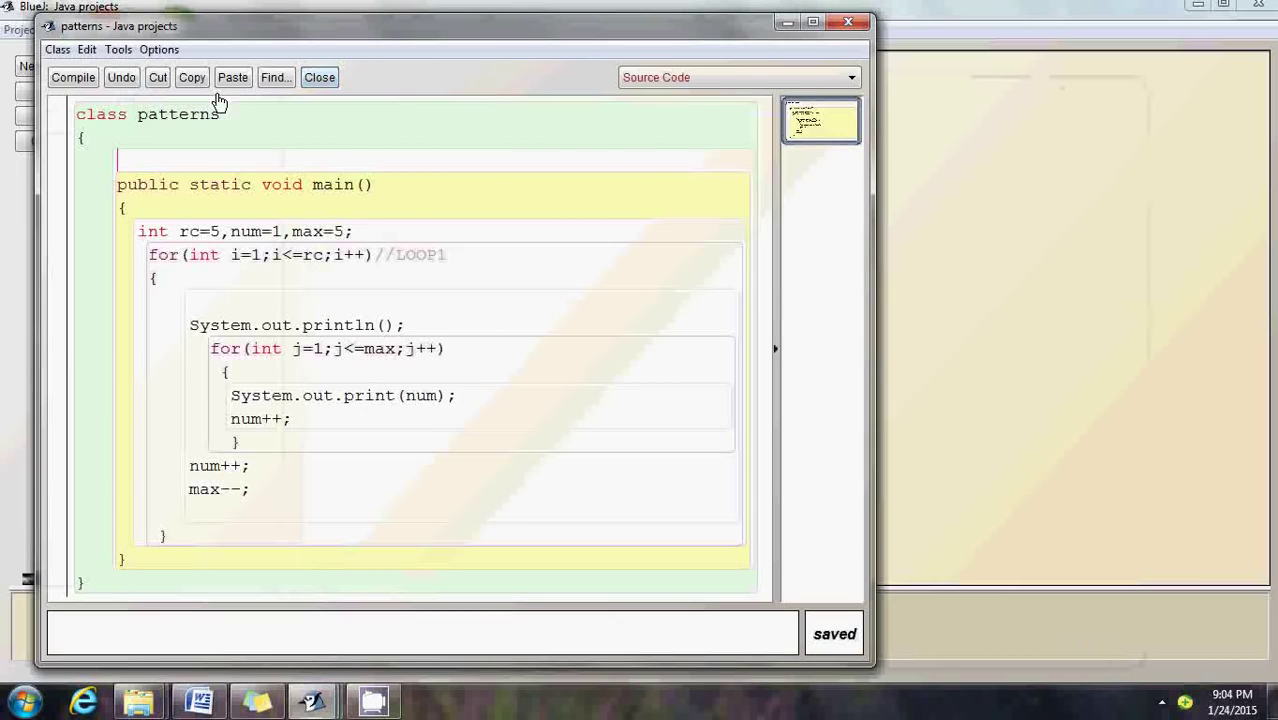 BlueJ: Java projects
patterns - Java projects
Projec
Class Edit Tools Options
Ne
Compile Undo Cut Copy Paste Find... Close Source Code
class patterns
{
public static void main()
{
int rc=5,num=1,max=5;
for(int i=1;i<=rc;i++)//LOOP1
{
System.out.println();
for(int j=1;j<=max;j++)
{
System.out.print(num);
num++;
}
num++;
max--;
}
}
}
saved
9:04 PM
1/24/2015